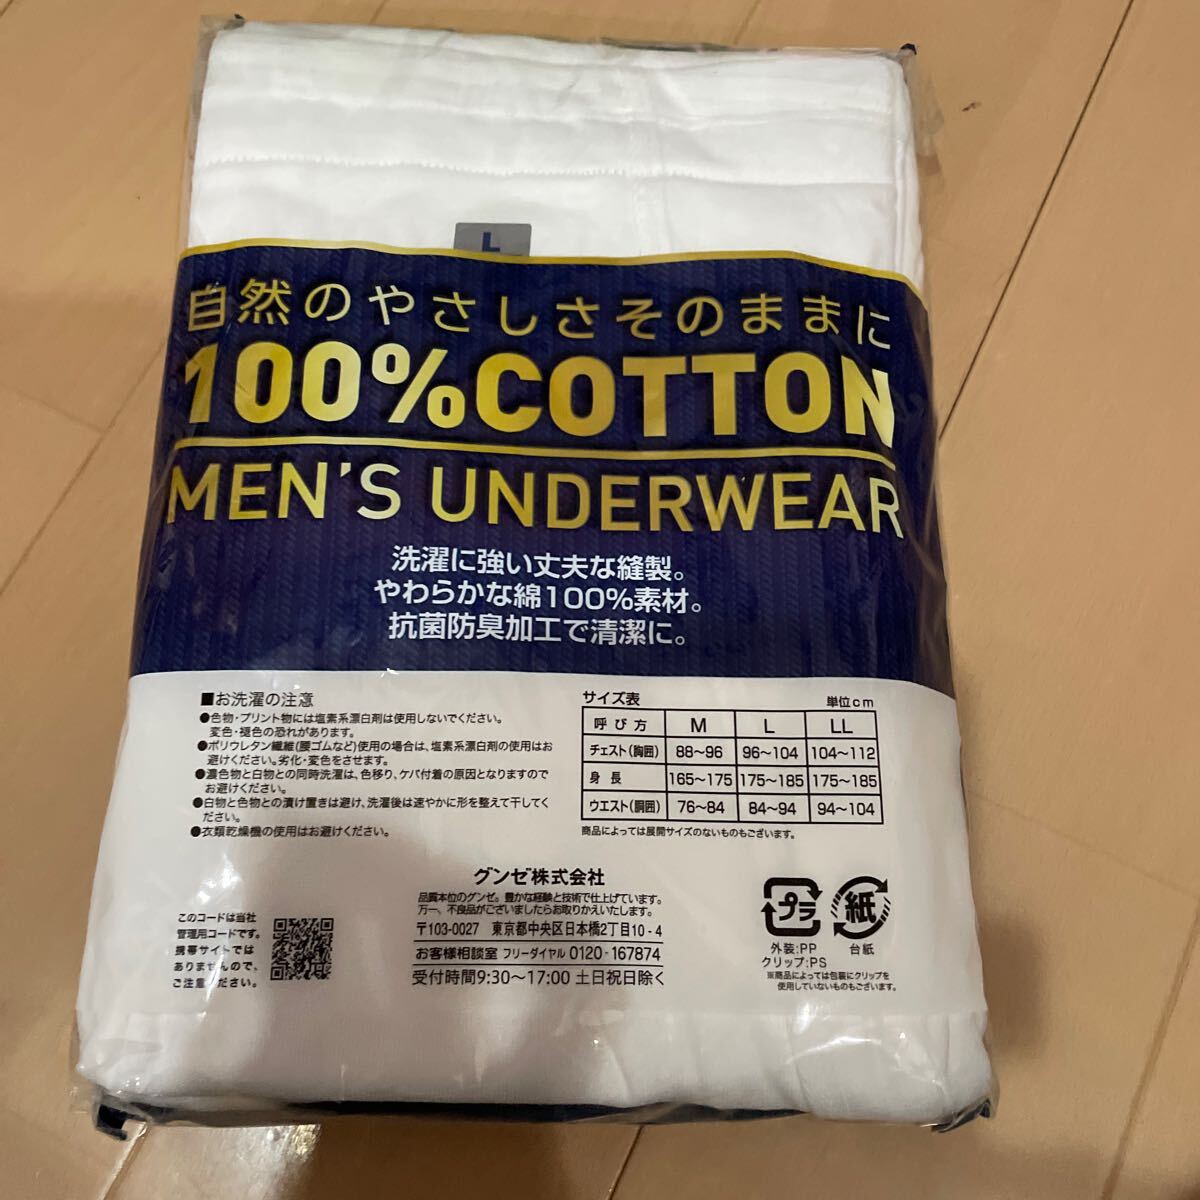 L
自然のやさしさそのままに
100%COTTON
MEN'S UNDERWEAR
洗濯に強い丈夫な縫製。
やわらかな綿100%素材。
抗菌防臭加工で清潔に。
■お洗濯の注意
●色物・プリント物には塩素系漂白剤は使用しないでください。
変色・褪色の恐れがあります。
●ポリウレタン繊維(腰ゴムなど)使用の場合は、塩素系漂白剤の使用はお
避けください。劣化・変色をさせます。
●濃色物と白物との同時洗濯は、色移り、ケバ付着の原因となりますので
お避けください。
●白物と色物との漬け置きは避け、洗濯後は速やかに形を整えて干してく
ださい。
●衣類乾燥機の使用はお避けください。
サイズ表 単位cm
呼び方 M L LL
チェスト(胸囲) 88~96 96~104 104~112
身長 165~175 175~185 175~185
ウエスト(胴囲) 76~84 84~94 94~104
商品によっては展開サイズのないものもございます。
グンゼ株式会社
品質本位のグンゼ。豊かな経験と技術で仕上げています。
万一、不良品がございましたらお取りかえいたします。
〒103-0027 東京都中央区日本橋2丁目10-4
お客様相談室 フリーダイヤル 0120-167874
受付時間9:30~17:00 土日祝日除く
このコードは当社
管理用コードです。
携帯サイトでは
ありませんので、
ご注意ください。
プラ
外装:PP
クリップ:PS
紙
台紙
※商品によっては包装にクリップを
使用していないものもございます。